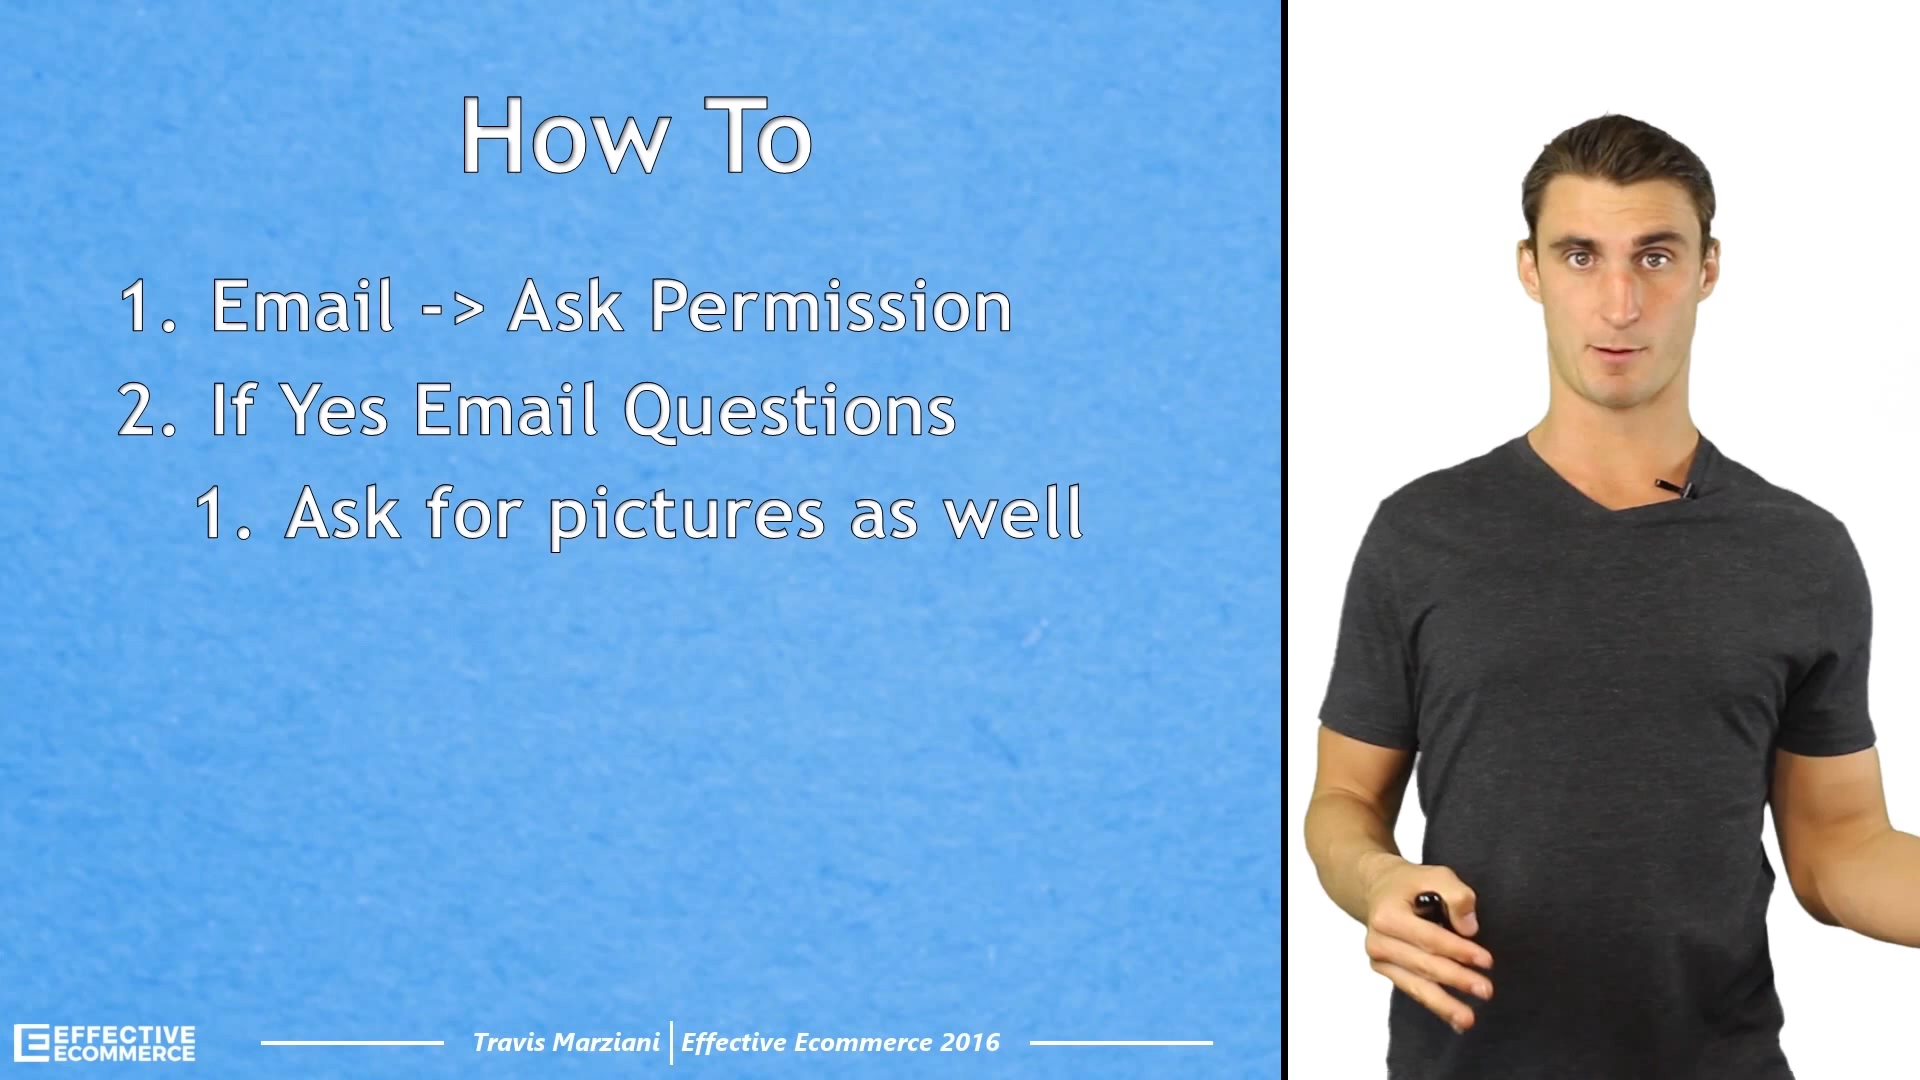 How To
1. Email -> Ask Permission
2. If Yes Email Questions
1. Ask for pictures as well
EFFECTIVE
ECOMMERCE
Travis Marziani | Effective Ecommerce 2016